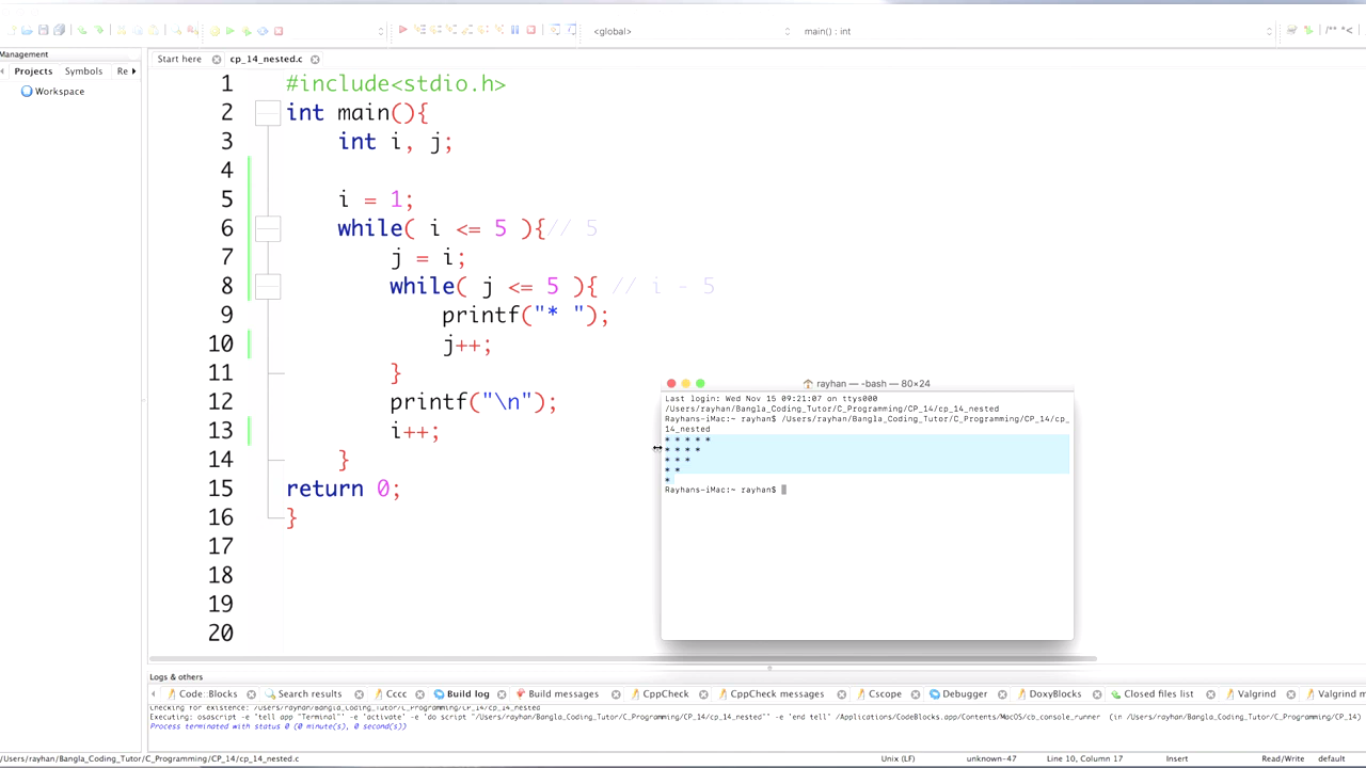 <global>
main() : int
/** *<
Management
Projects Symbols Re
Workspace
Start here cp_14_nested.c
1 #include<stdio.h>
2 int main(){
3 int i, j;
4
5 i = 1;
6 while( i <= 5 ){// 5
7 j = i;
8 while( j <= 5 ){ // i - 5
9 printf("* ");
10 j++;
11 }
12 printf("\n");
13 i++;
14 }
15 return 0;
16 }
17
18
19
20
rayhan — -bash — 80×24
Last login: Wed Nov 15 09:21:07 on ttys000
/Users/rayhan/Bangla_Coding_Tutor/C_Programming/CP_14/cp_14_nested
Rayhans-iMac:~ rayhan$ /Users/rayhan/Bangla_Coding_Tutor/C_Programming/CP_14/cp_
14_nested
* * * * *
* * * *
* * *
* *
*
Rayhans-iMac:~ rayhan$
Logs & others
Code::Blocks Search results Cccc Build log Build messages CppCheck CppCheck messages Cscope Debugger DoxyBlocks Closed files list Valgrind Valgrind m
Checking for existence: /Users/rayhan/Bangla_Coding_Tutor/C_Programming/CP_14/cp_14_nested
Executing: osascript -e 'tell app "Terminal"' -e 'activate' -e 'do script "/Users/rayhan/Bangla_Coding_Tutor/C_Programming/CP_14/cp_14_nested"' -e 'end tell' /Applications/CodeBlocks.app/Contents/MacOS/cb_console_runner (in /Users/rayhan/Bangla_Coding_Tutor/C_Programming/CP_14)
Process terminated with status 0 (0 minute(s), 0 second(s))
/Users/rayhan/Bangla_Coding_Tutor/C_Programming/CP_14/cp_14_nested.c Unix (LF) unknown-47 Line 10, Column 17 Insert Read/Write default